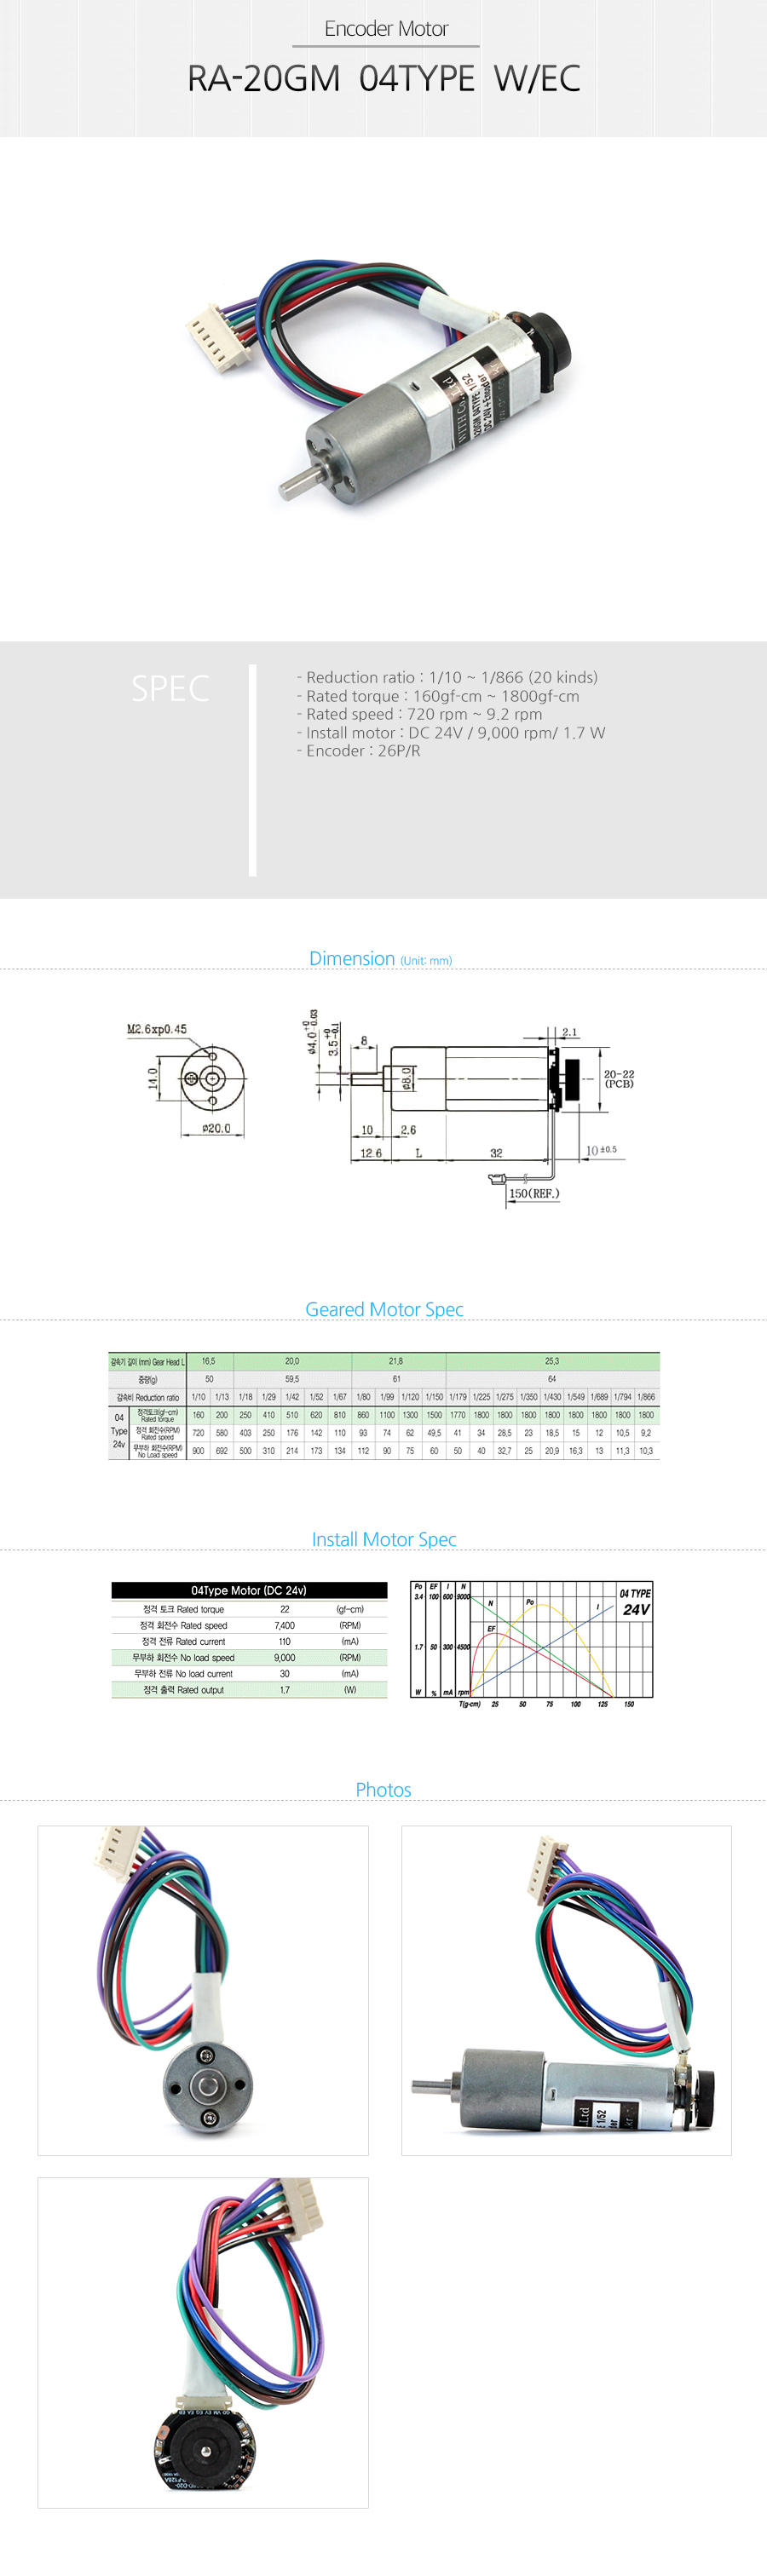 Encoder Motor
RA-20GM 04TYPE W/EC
SPEC
- Reduction ratio : 1/10 ~ 1/866 (20 kinds)
- Rated torque : 160gf-cm ~ 1800gf-cm
- Rated speed : 720 rpm ~ 9.2 rpm
- Install motor : DC 24V / 9,000 rpm/ 1.7 W
- Encoder : 26P/R
Dimension (Unit: mm)
M2.6xp0.45
14.0
ø20.0
ø4.0 +0 -0.03
3.5 +0 -0.1
8
ø8.0
2.1
20-22
(PCB)
10 2.6
12.6 L 32
10 ±0.5
150(REF.)
Geared Motor Spec
감속기 길이 (mm) Gear Head L 16,5 20,0 21,8 25,3
중량(g) 50 59,5 61 64
감속비 Reduction ratio 1/10 1/13 1/18 1/29 1/42 1/52 1/67 1/80 1/99 1/120 1/150 1/179 1/225 1/275 1/350 1/430 1/549 1/689 1/794 1/866
04 Type 24v
정격토크(gf-cm) Rated torque 160 200 250 410 510 620 810 860 1100 1300 1500 1770 1800 1800 1800 1800 1800 1800 1800 1800
정격 회전수(RPM) Rated speed 720 580 403 250 176 142 110 93 74 62 49,5 41 34 28,5 23 18,5 15 12 10,5 9,2
무부하 회전수(RPM) No Load speed 900 692 500 310 214 173 134 112 90 75 60 50 40 32,7 25 20,9 16,3 13 11,3 10,3
Install Motor Spec
04Type Motor (DC 24v)
정격 토크 Rated torque 22 (gf-cm)
정격 회전수 Rated speed 7,400 (RPM)
정격 전류 Rated current 110 (mA)
무부하 회전수 No load speed 9,000 (RPM)
무부하 전류 No load current 30 (mA)
정격 출력 Rated output 1,7 (W)
Po EF I N
3.4 100 600 9000
1.7 50 300 4500
W % mA rpm
04 TYPE
24V
N
Po
I
EF
T(g-cm) 25 50 75 100 125 150
Photos